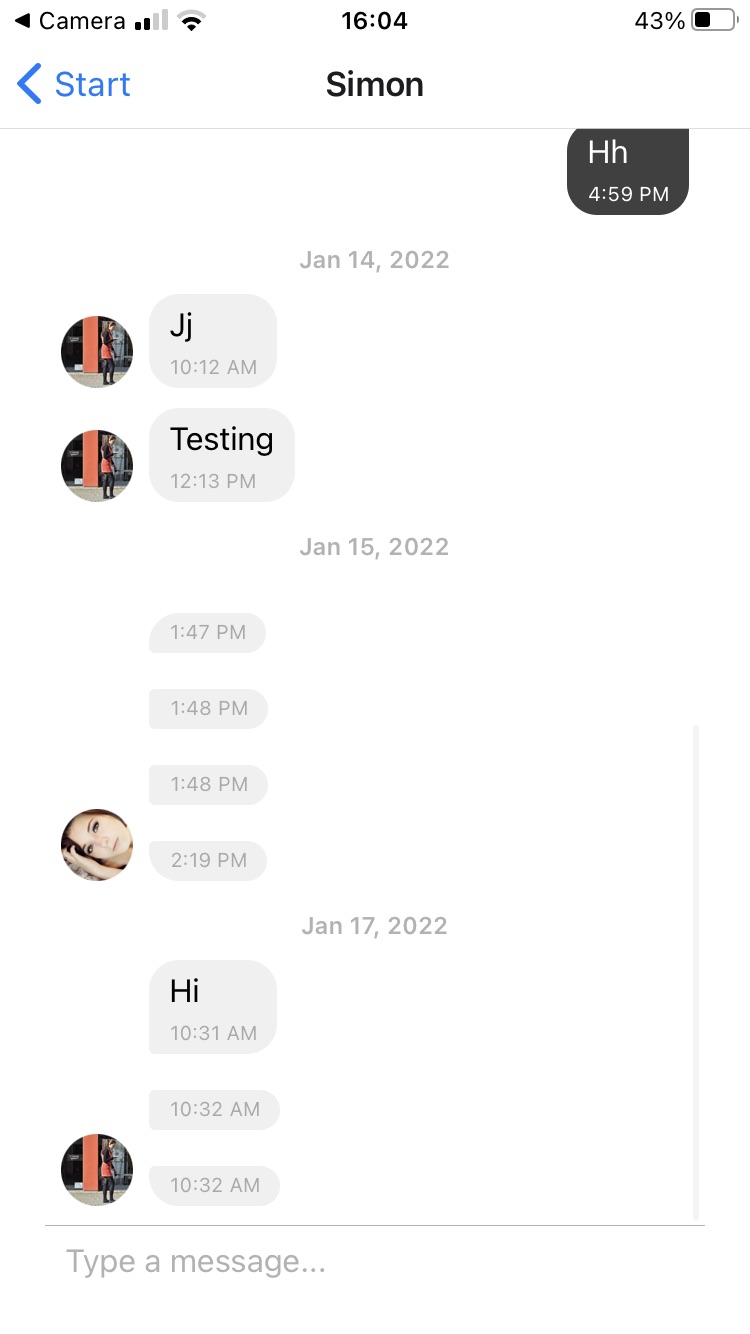 Camera 16:04 43%
Start Simon
Hh
4:59 PM
Jan 14, 2022
Jj
10:12 AM
Testing
12:13 PM
Jan 15, 2022
1:47 PM
1:48 PM
1:48 PM
2:19 PM
Jan 17, 2022
Hi
10:31 AM
10:32 AM
10:32 AM
Type a message...